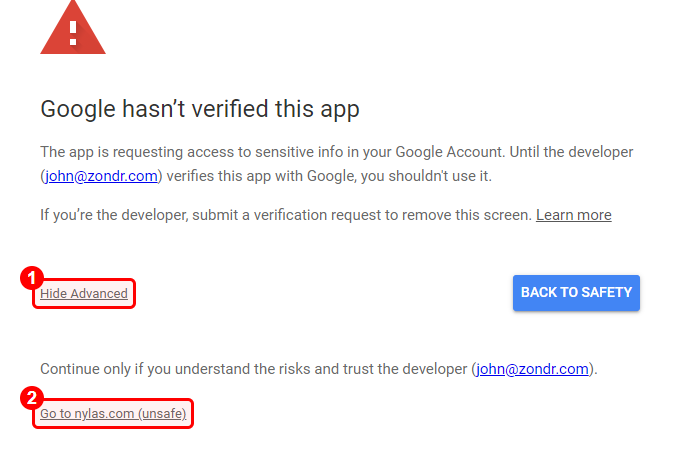 Google hasn’t verified this app
The app is requesting access to sensitive info in your Google Account. Until the developer
(john@zondr.com) verifies this app with Google, you shouldn't use it.
If you’re the developer, submit a verification request to remove this screen. Learn more
1
Hide Advanced
BACK TO SAFETY
Continue only if you understand the risks and trust the developer (john@zondr.com).
2
Go to nylas.com (unsafe)